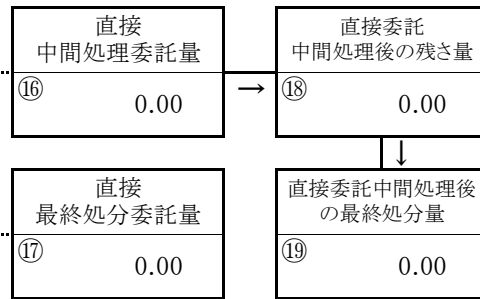 直接
中間処理委託量
⑯
0.00
→
直接委託
中間処理後の残さ量
⑱
0.00
↓
直接
最終処分委託量
⑰
0.00
直接委託中間処理後
の最終処分量
⑲
0.00